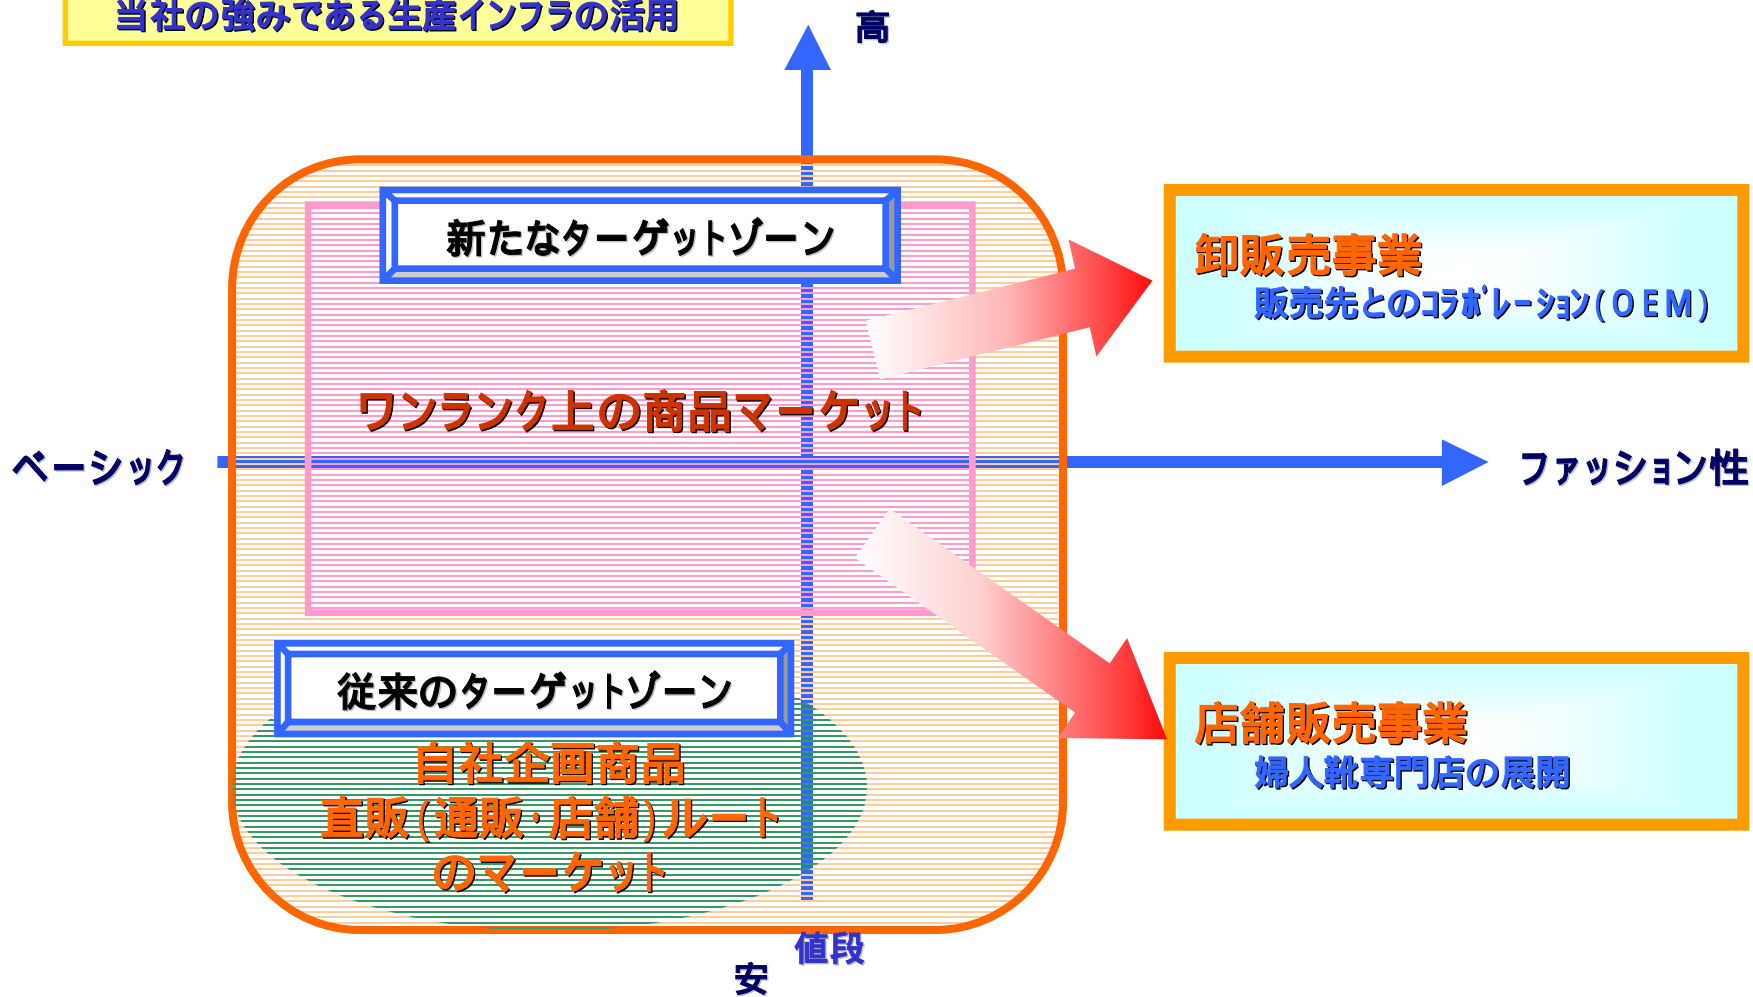 当社の強みである生産インフラの活用
高
新たなターゲットゾーン
卸販売事業
販売先とのｺﾗﾎﾞﾚｰｼｮﾝ(ＯＥＭ)
ワンランク上の商品マーケット
ベーシック
ファッション性
従来のターゲットゾーン
自社企画商品
直販(通販･店舗)ルート
のマーケット
店舗販売事業
婦人靴専門店の展開
値段
安